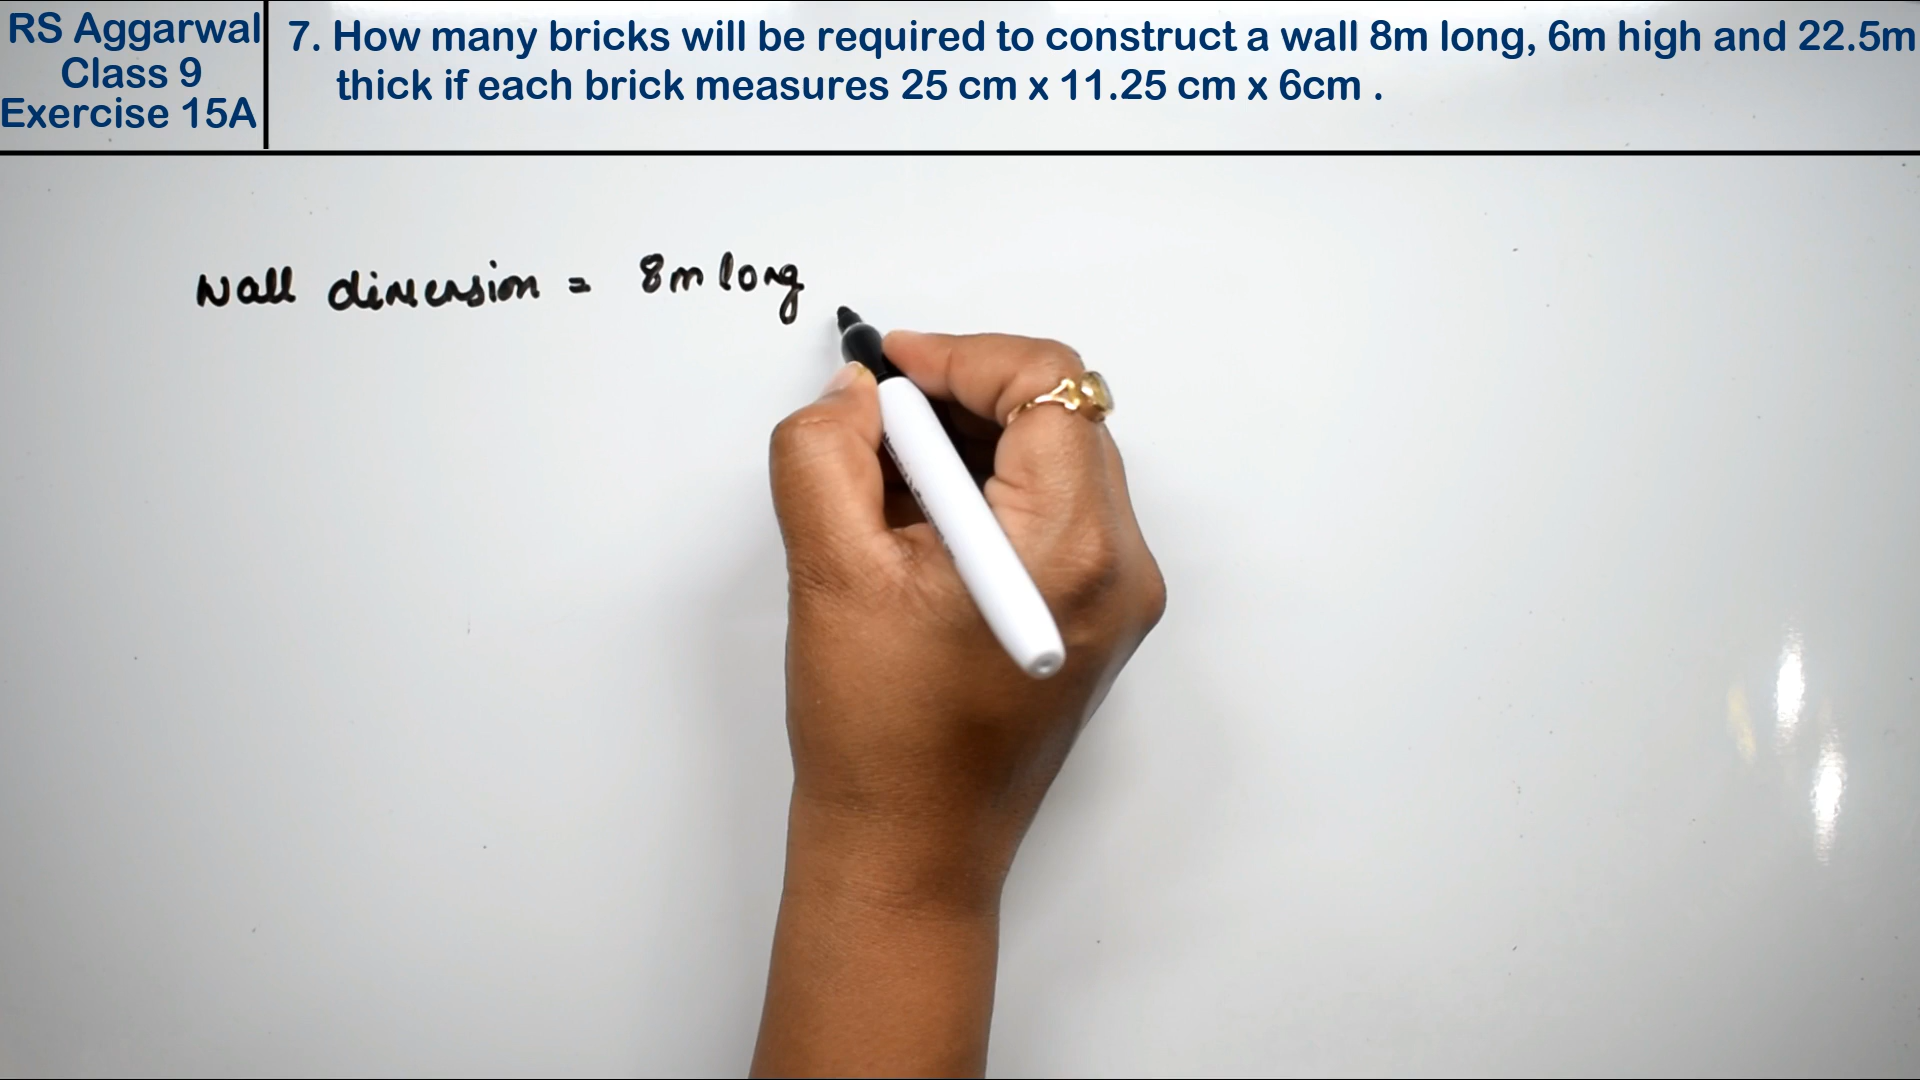 RS Aggarwal
Class 9
Exercise 15A
7. How many bricks will be required to construct a wall 8m long, 6m high and 22.5m
thick if each brick measures 25 cm x 11.25 cm x 6cm .
Wall dimension = 8m long